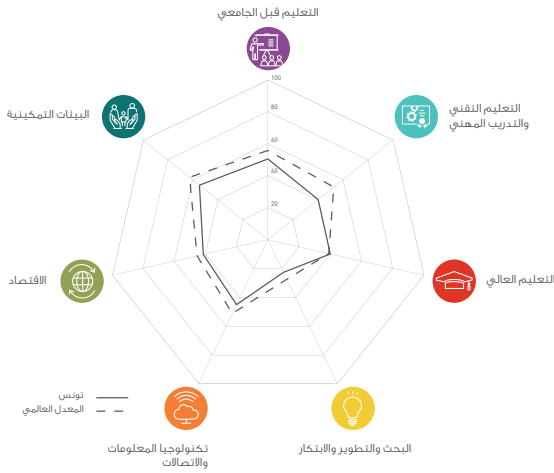 التعليم قبل الجامعي
100
80
60
40
20
التعليم التقني
والتدريب المهني
البيئات التمكينية
التعليم العالي
الاقتصاد
تونس
المعدل العالمي
البحث والتطوير والابتكار
تكنولوجيا المعلومات
والاتصالات